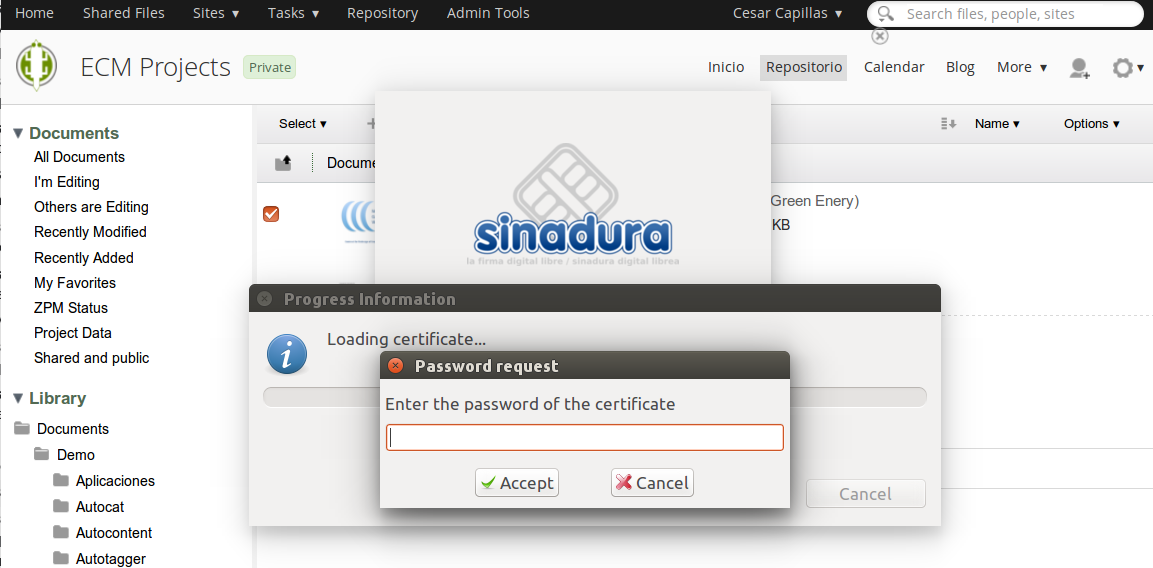 Home Shared Files Sites ▾ Tasks ▾ Repository Admin Tools Cesar Capillas ▾ Search files, people, sites
ECM Projects Private Inicio Repositorio Calendar Blog More ▾
Select ▾ Name ▾ Options ▾
Docume
Green Enery)
KB
Documents
All Documents
I'm Editing
Others are Editing
Recently Modified
Recently Added
My Favorites
ZPM Status
Project Data
Shared and public
Library
Documents
Demo
Aplicaciones
Autocat
Autocontent
Autotagger
sinadura
la firma digital libre / sinadura digital librea
Progress Information
Loading certificate...
Cancel
Password request
Enter the password of the certificate
Accept Cancel